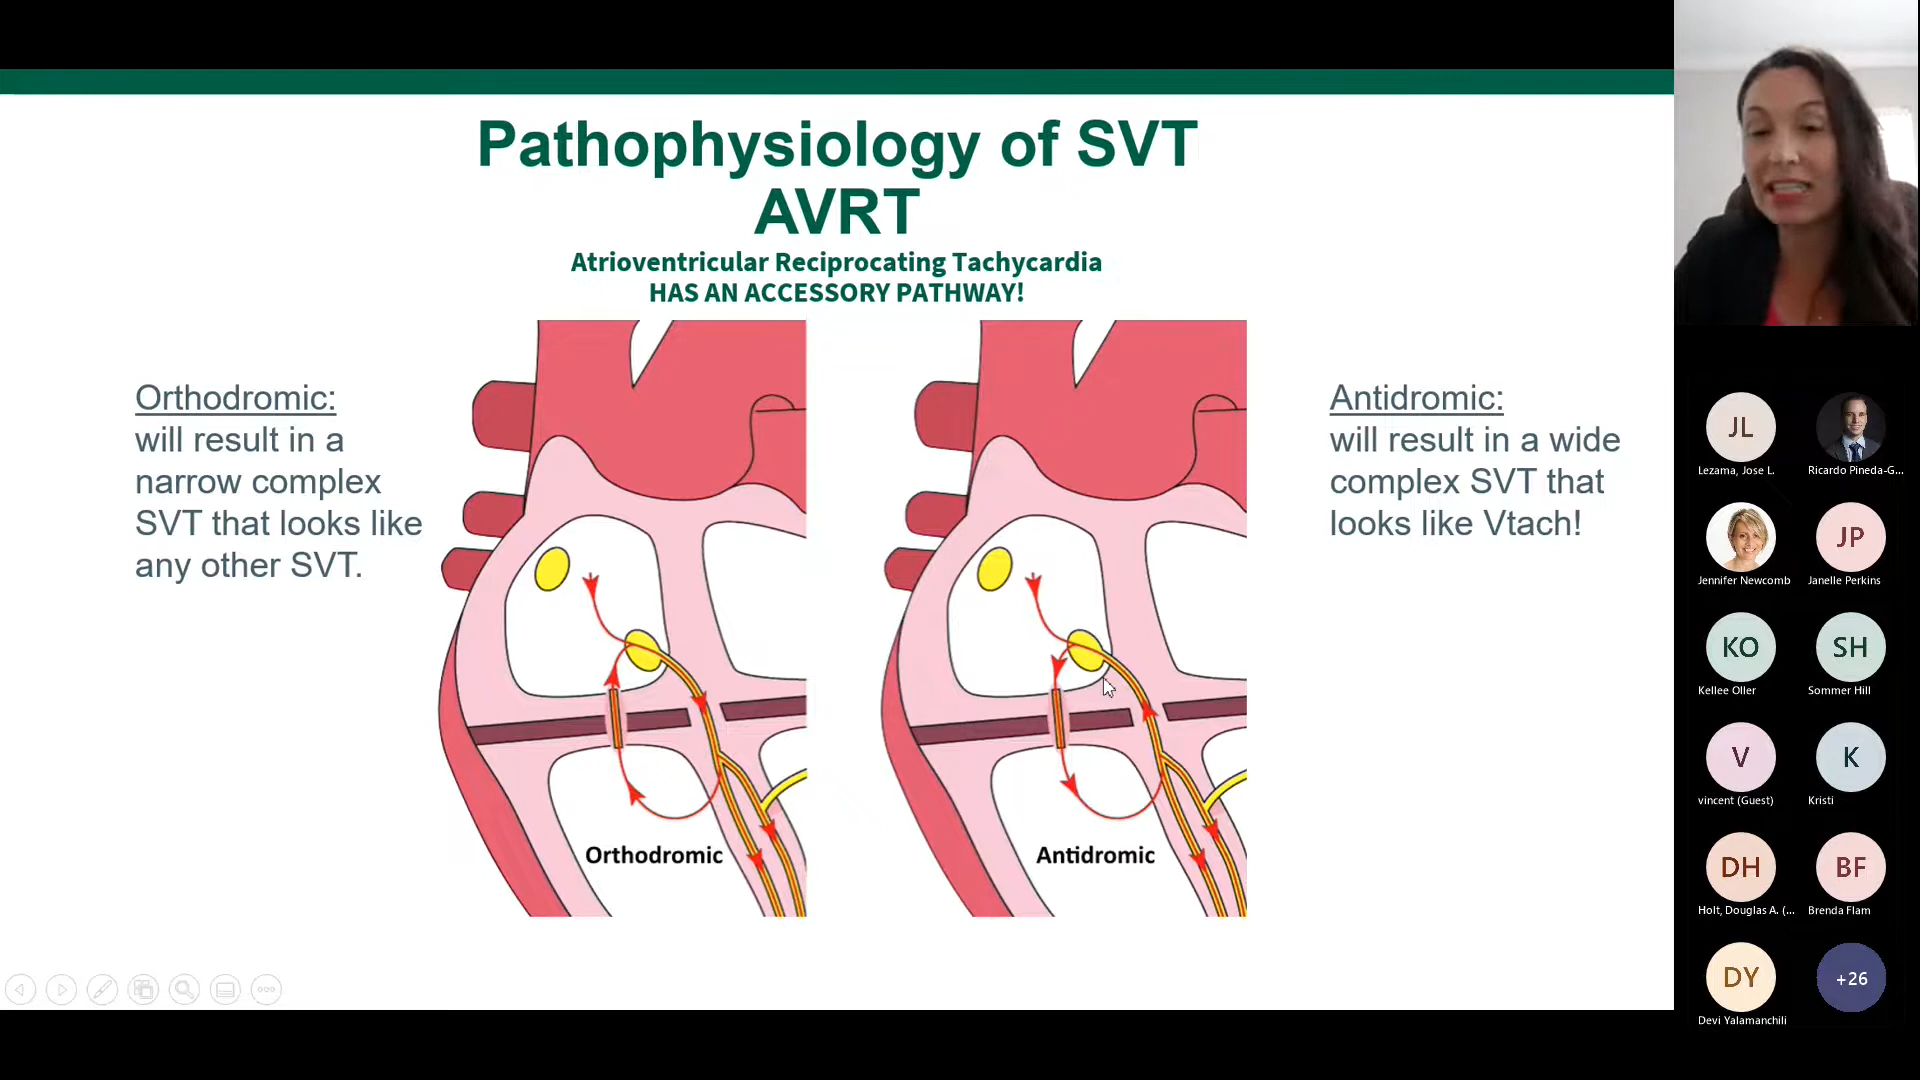 Pathophysiology of SVT
AVRT
Atrioventricular Reciprocating Tachycardia
HAS AN ACCESSORY PATHWAY!
Orthodromic:
will result in a
narrow complex
SVT that looks like
any other SVT.
Orthodromic
Antidromic
Antidromic:
will result in a wide
complex SVT that
looks like Vtach!
JL
Lezama, Jose L.
Ricardo Pineda-G...
Jennifer Newcomb
JP
Janelle Perkins
KO
Kellee Oller
SH
Sommer Hill
V
vincent (Guest)
K
Kristi
DH
Holt, Douglas A. (...
BF
Brenda Flam
DY
Devi Yalamanchili
+26